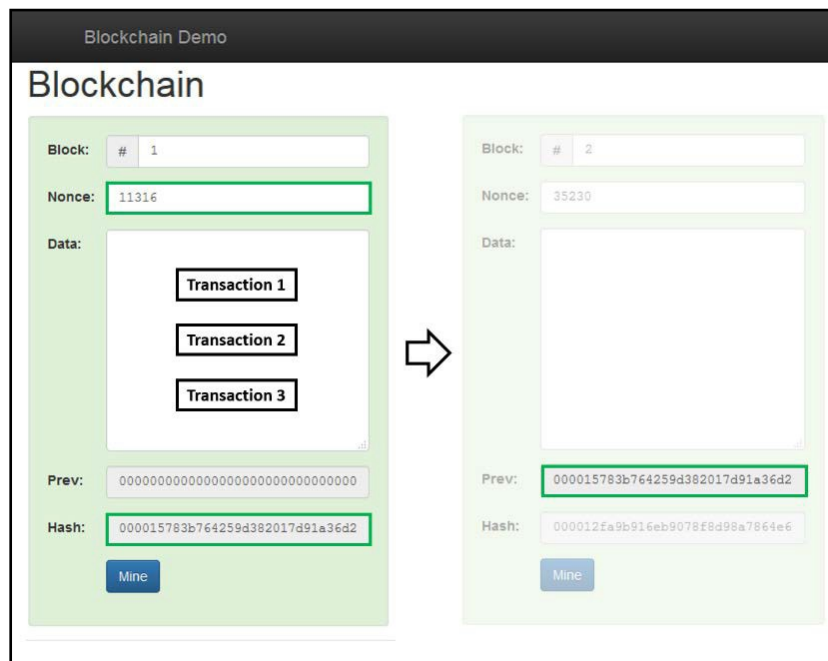 Blockchain Demo
Blockchain
Block: # 1
Nonce: 11316
Data:
Transaction 1
Transaction 2
Transaction 3
Prev: 0000000000000000000000000000000
Hash: 000015783b764259d382017d91a36d2
Mine
Block: # 2
Nonce: 35230
Data:
Prev: 000015783b764259d382017d91a36d2
Hash: 000012fa9b916eb9078f8d98a7864e6
Mine